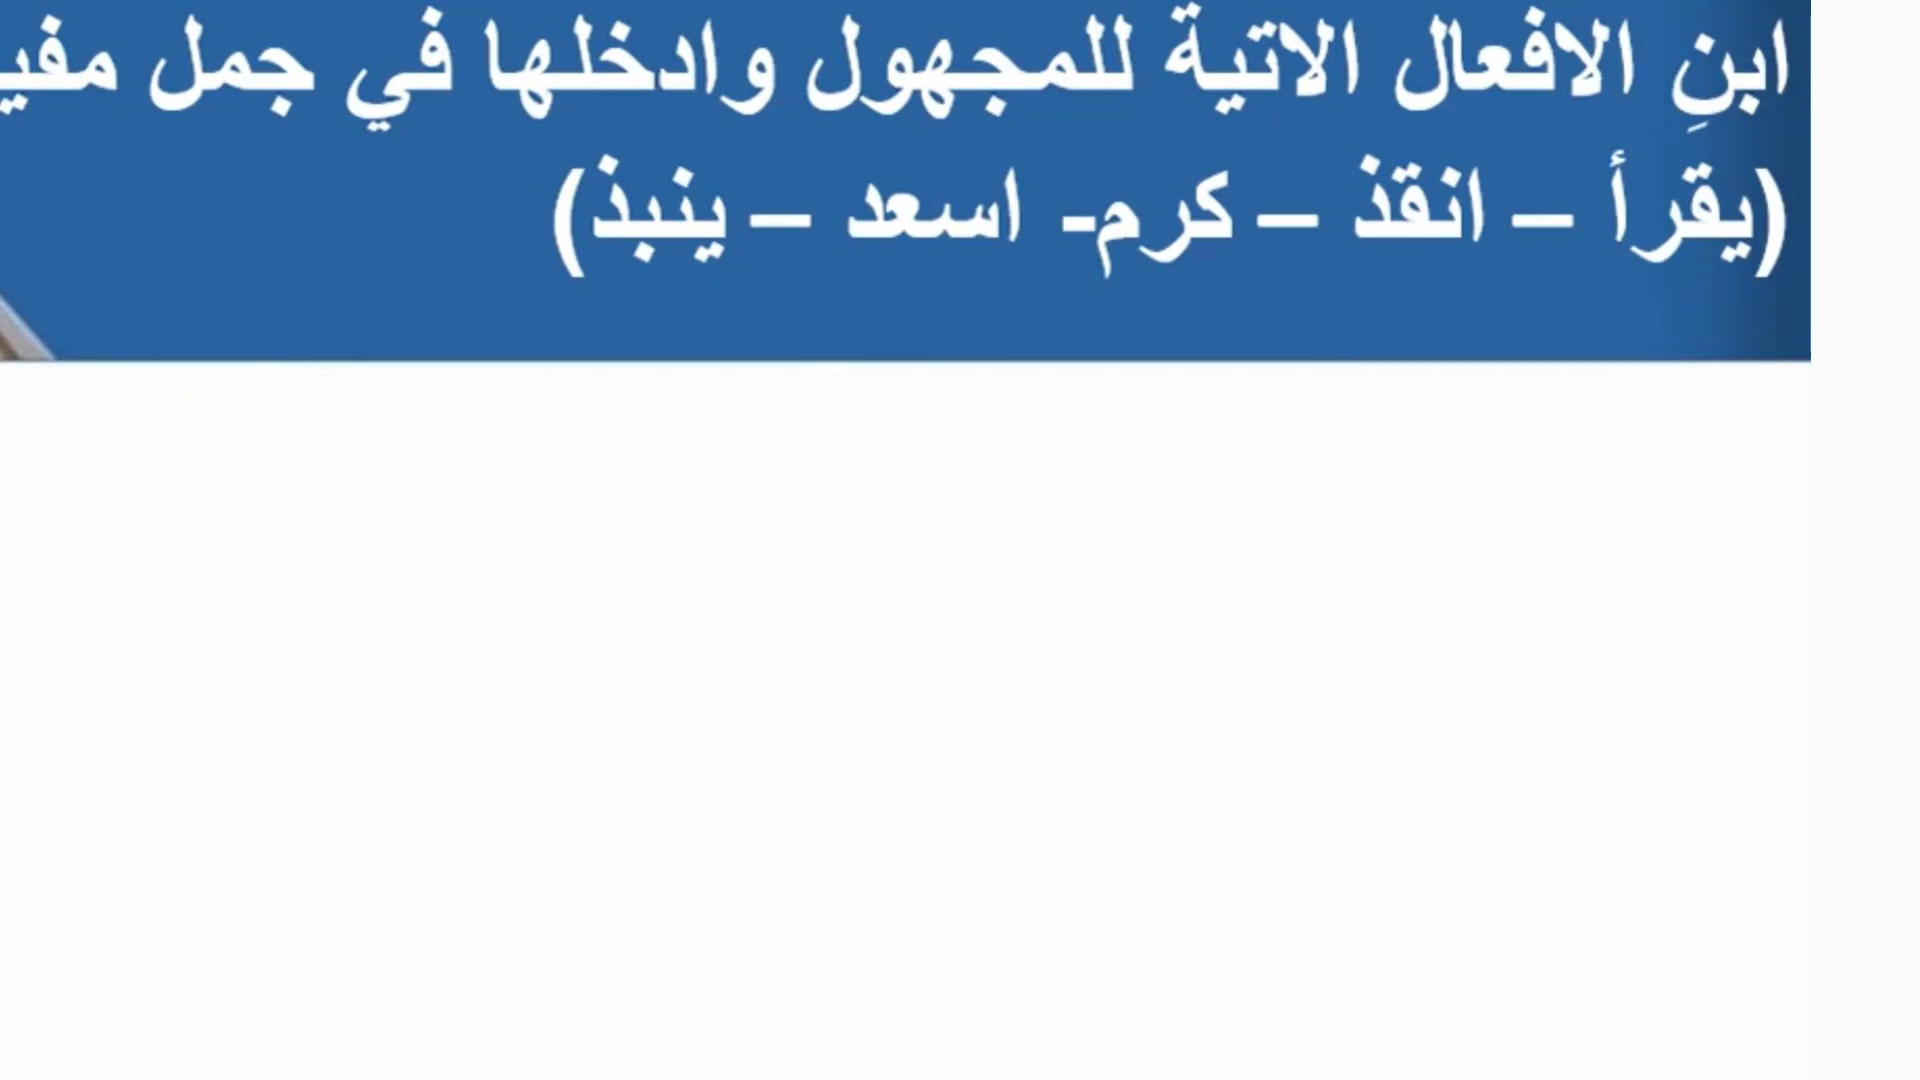 ابنِ الافعال الاتية للمجهول وادخلها في جمل
(يقرأ – انقذ – كرم- اسعد – ينبذ)